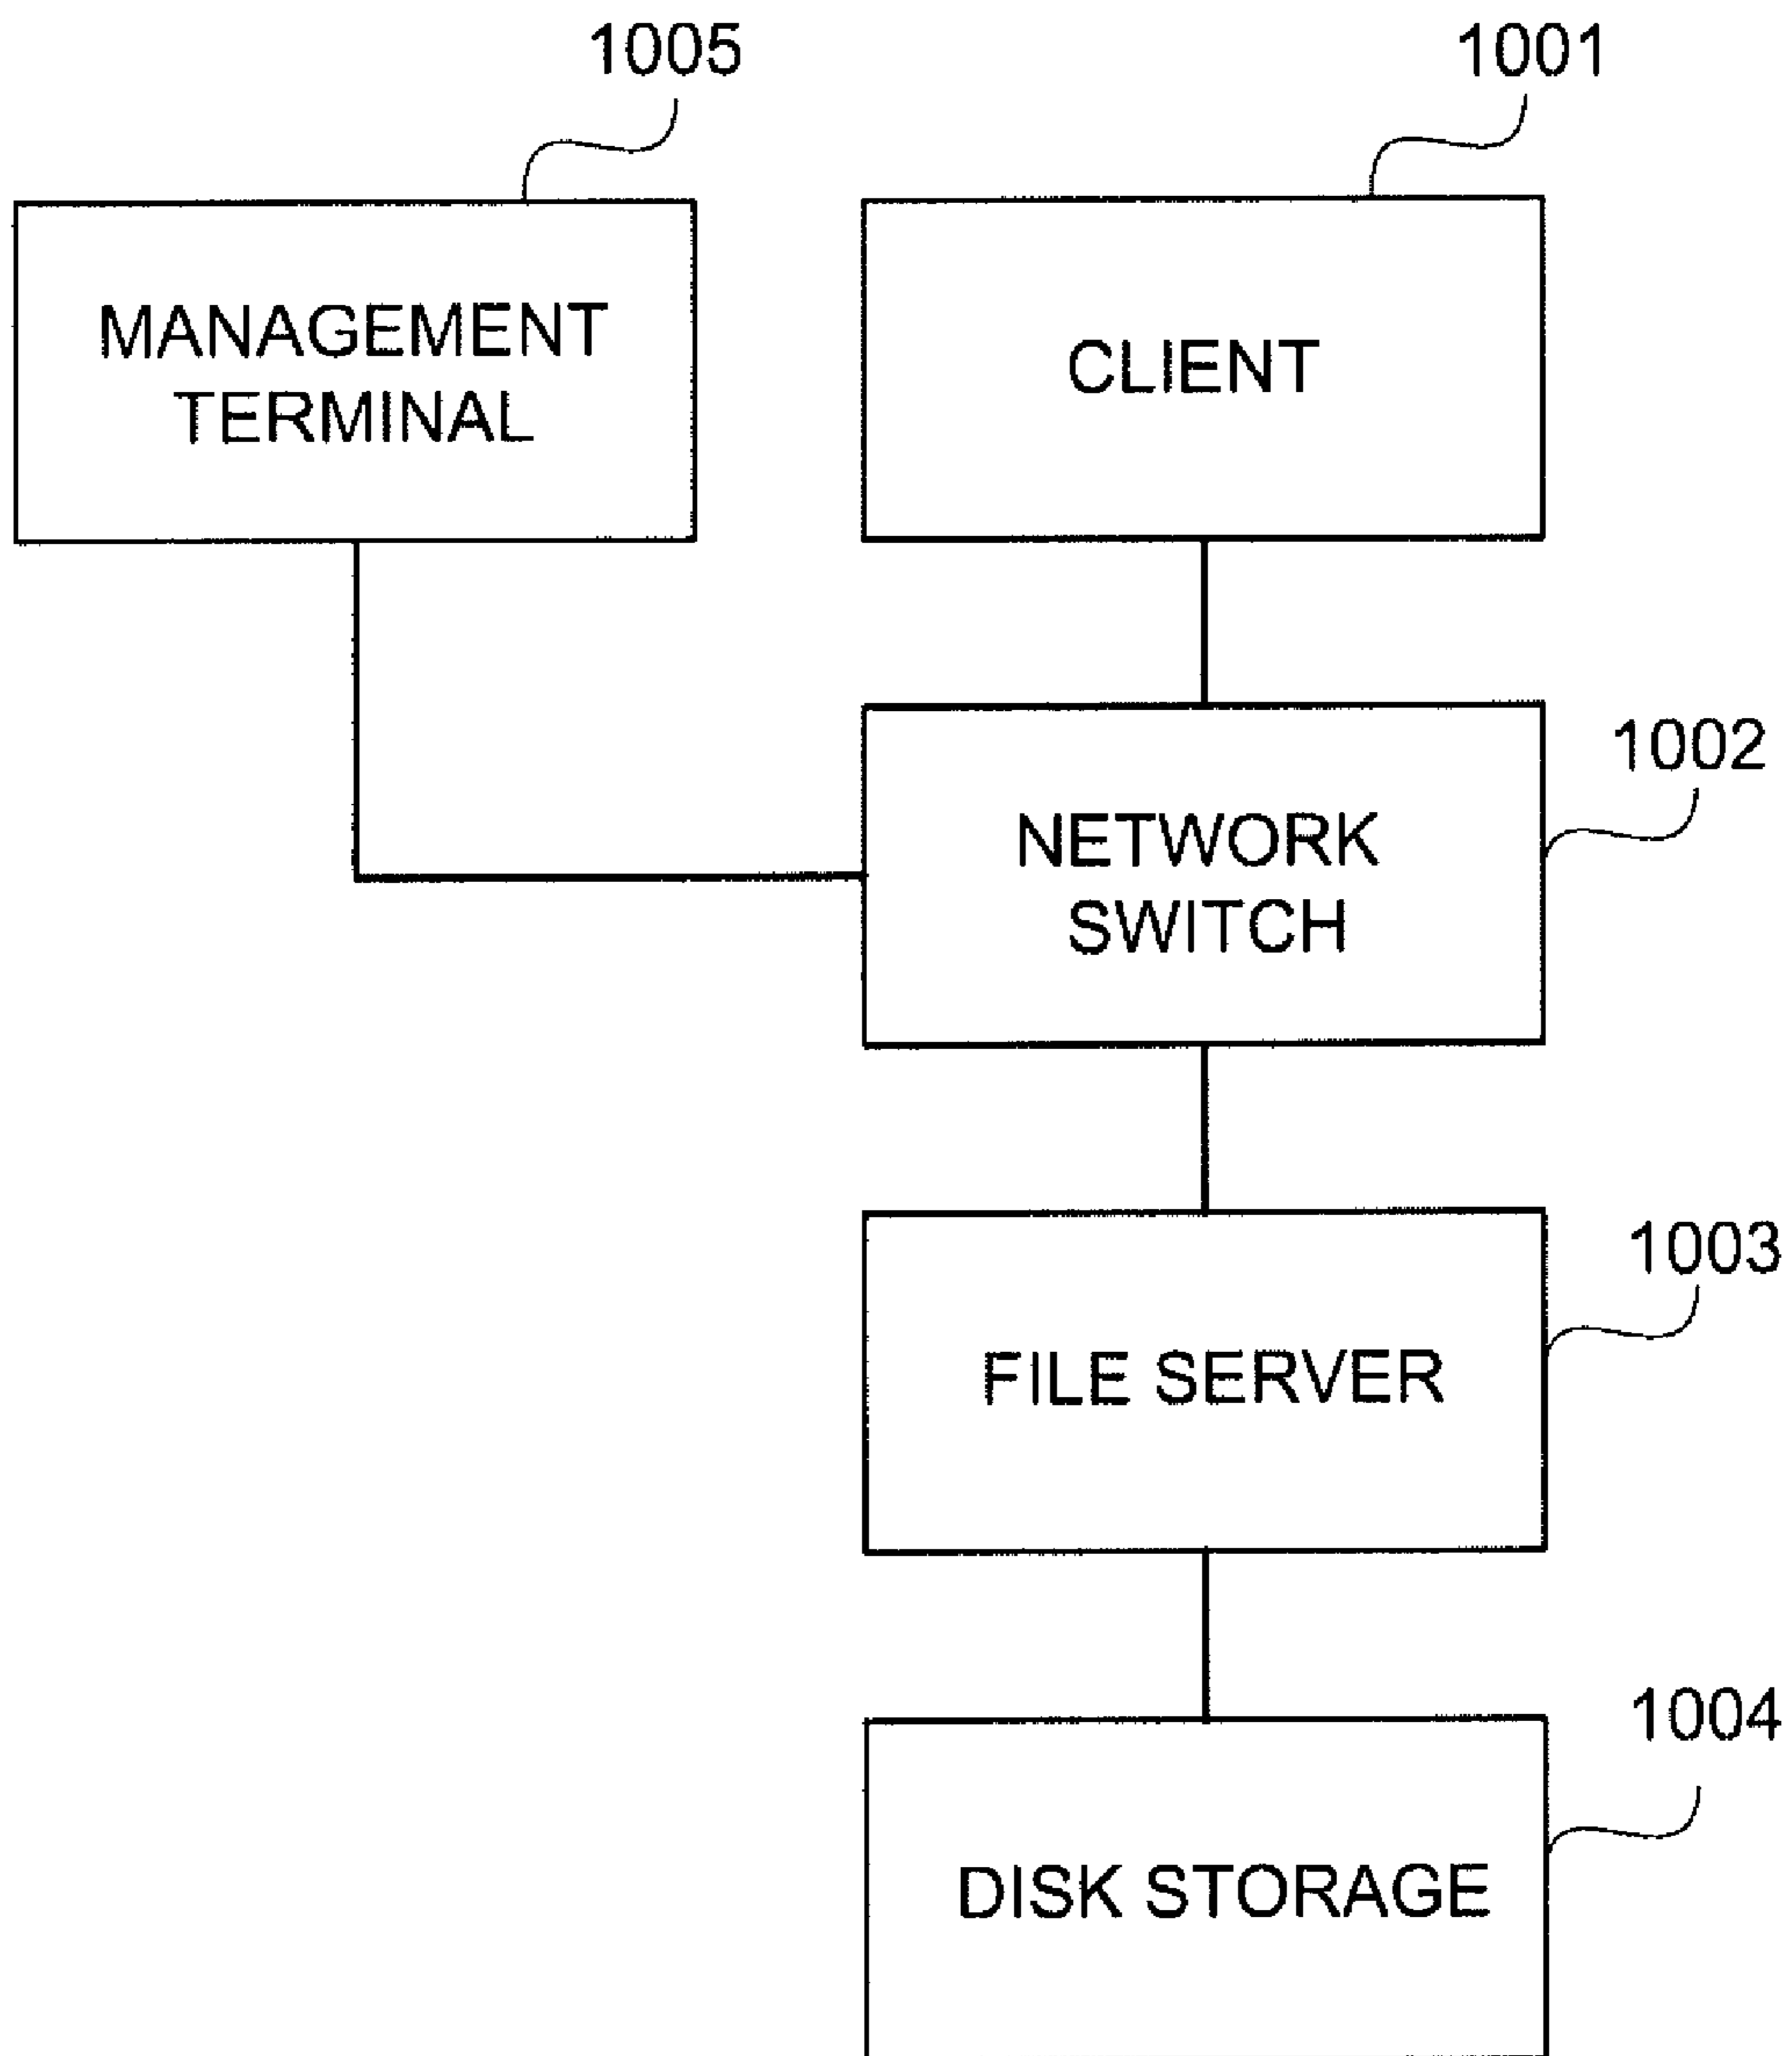 1005
1001
MANAGEMENT
TERMINAL
CLIENT
1002
NETWORK
SWITCH
1003
FILE SERVER
1004
DISK STORAGE